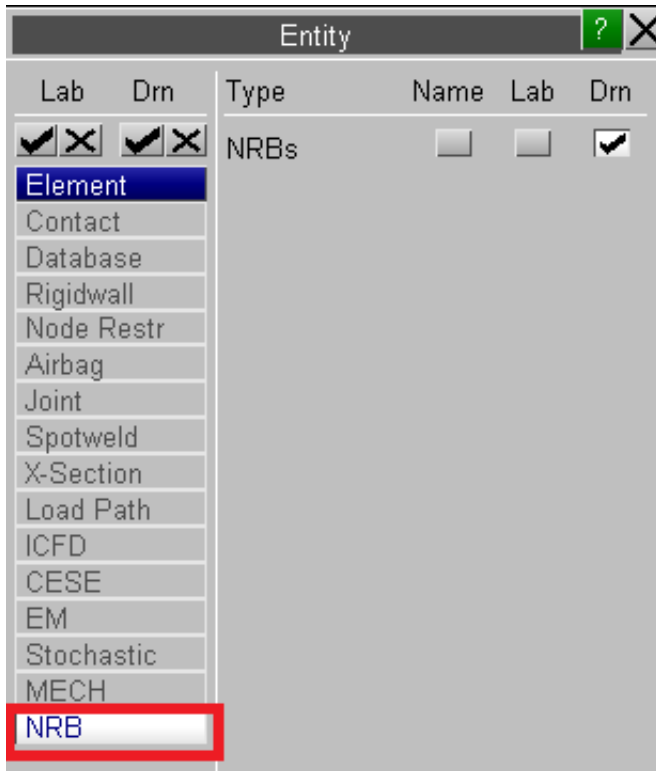 Entity ?
Lab Drn Type Name Lab Drn
NRBs
Element
Contact
Database
Rigidwall
Node Restr
Airbag
Joint
Spotweld
X-Section
Load Path
ICFD
CESE
EM
Stochastic
MECH
NRB